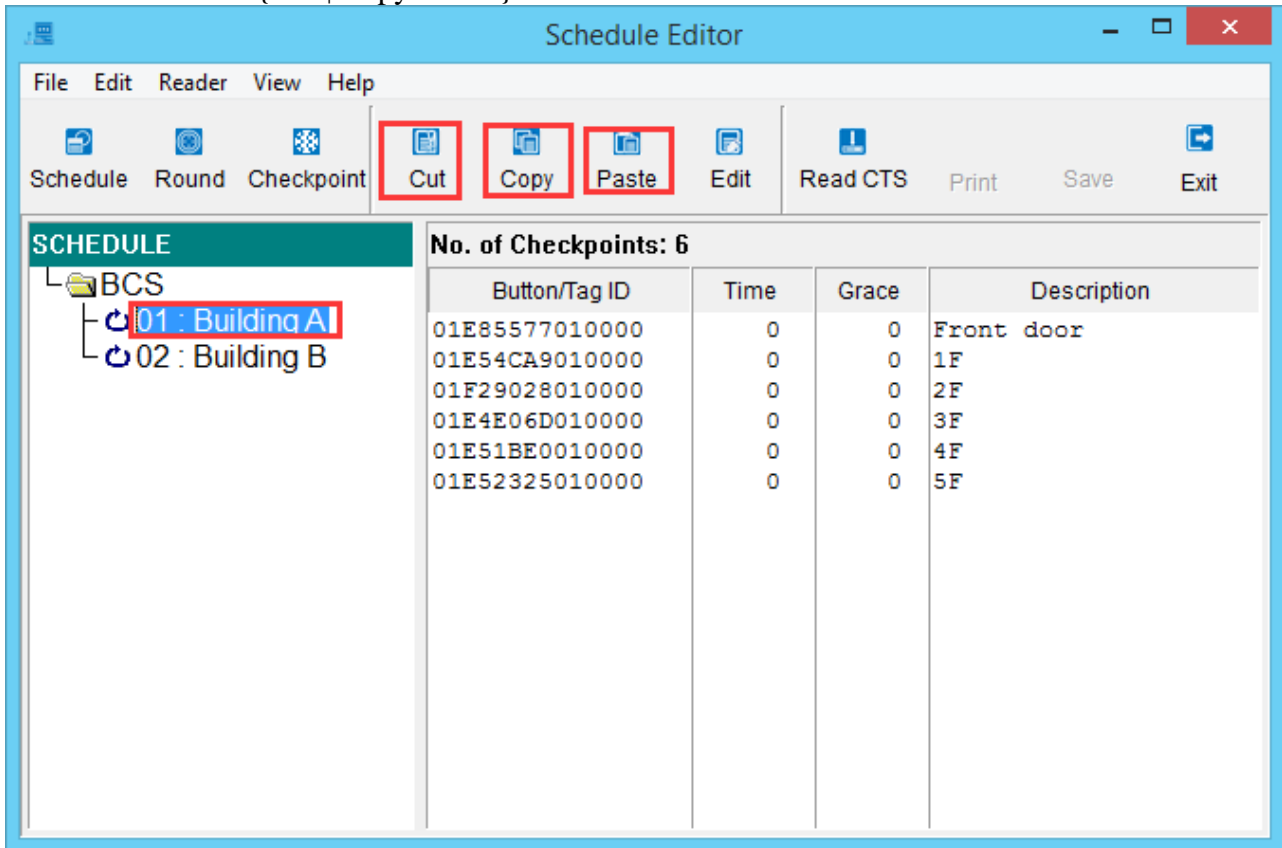 Schedule Editor
File Edit Reader View Help
Schedule Round Checkpoint Cut Copy Paste Edit Read CTS Print Save Exit
SCHEDULE
BCS
01 : Building A
02 : Building B
No. of Checkpoints: 6
Button/Tag ID Time Grace Description
01E85577010000 0 0 Front door
01E54CA9010000 0 0 1F
01F29028010000 0 0 2F
01E4E06D010000 0 0 3F
01E51BE0010000 0 0 4F
01E52325010000 0 0 5F